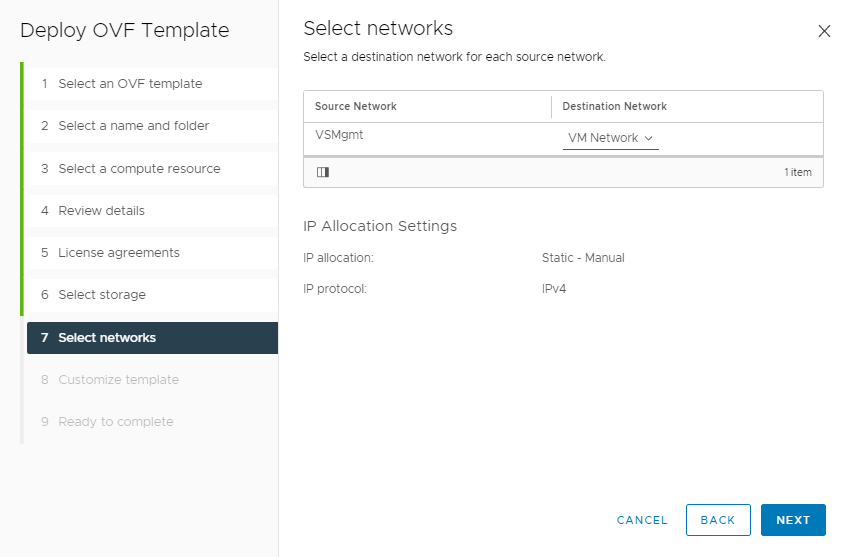 Deploy OVF Template
1 Select an OVF template
2 Select a name and folder
3 Select a compute resource
4 Review details
5 License agreements
6 Select storage
7 Select networks
8 Customize template
9 Ready to complete
Select networks
Select a destination network for each source network.
Source Network Destination Network
VSMgmt VM Network
1 item
IP Allocation Settings
IP allocation: Static - Manual
IP protocol: IPv4
CANCEL BACK NEXT